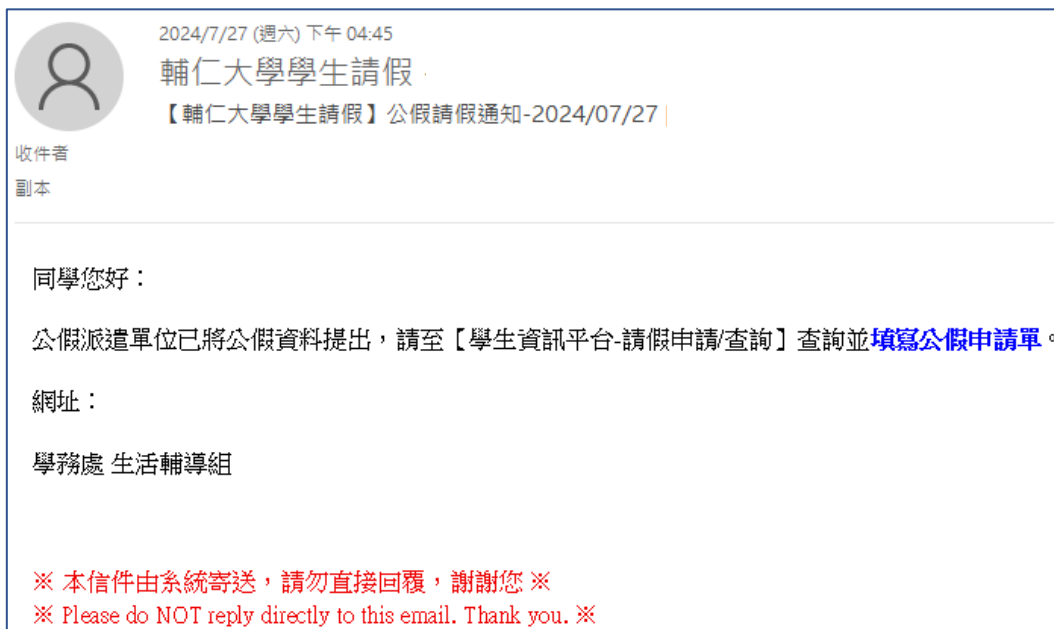 2024/7/27 (週六) 下午 04:45
輔仁大學學生請假
【輔仁大學學生請假】公假請假通知-2024/07/27
收件者
副本
同學您好：
公假派遣單位已將公假資料提出，請至【學生資訊平台-請假申請/查詢】查詢並填寫公假申請單。
網址：
學務處 生活輔導組
※ 本信件由系統寄送，請勿直接回覆，謝謝您 ※
※ Please do NOT reply directly to this email. Thank you. ※